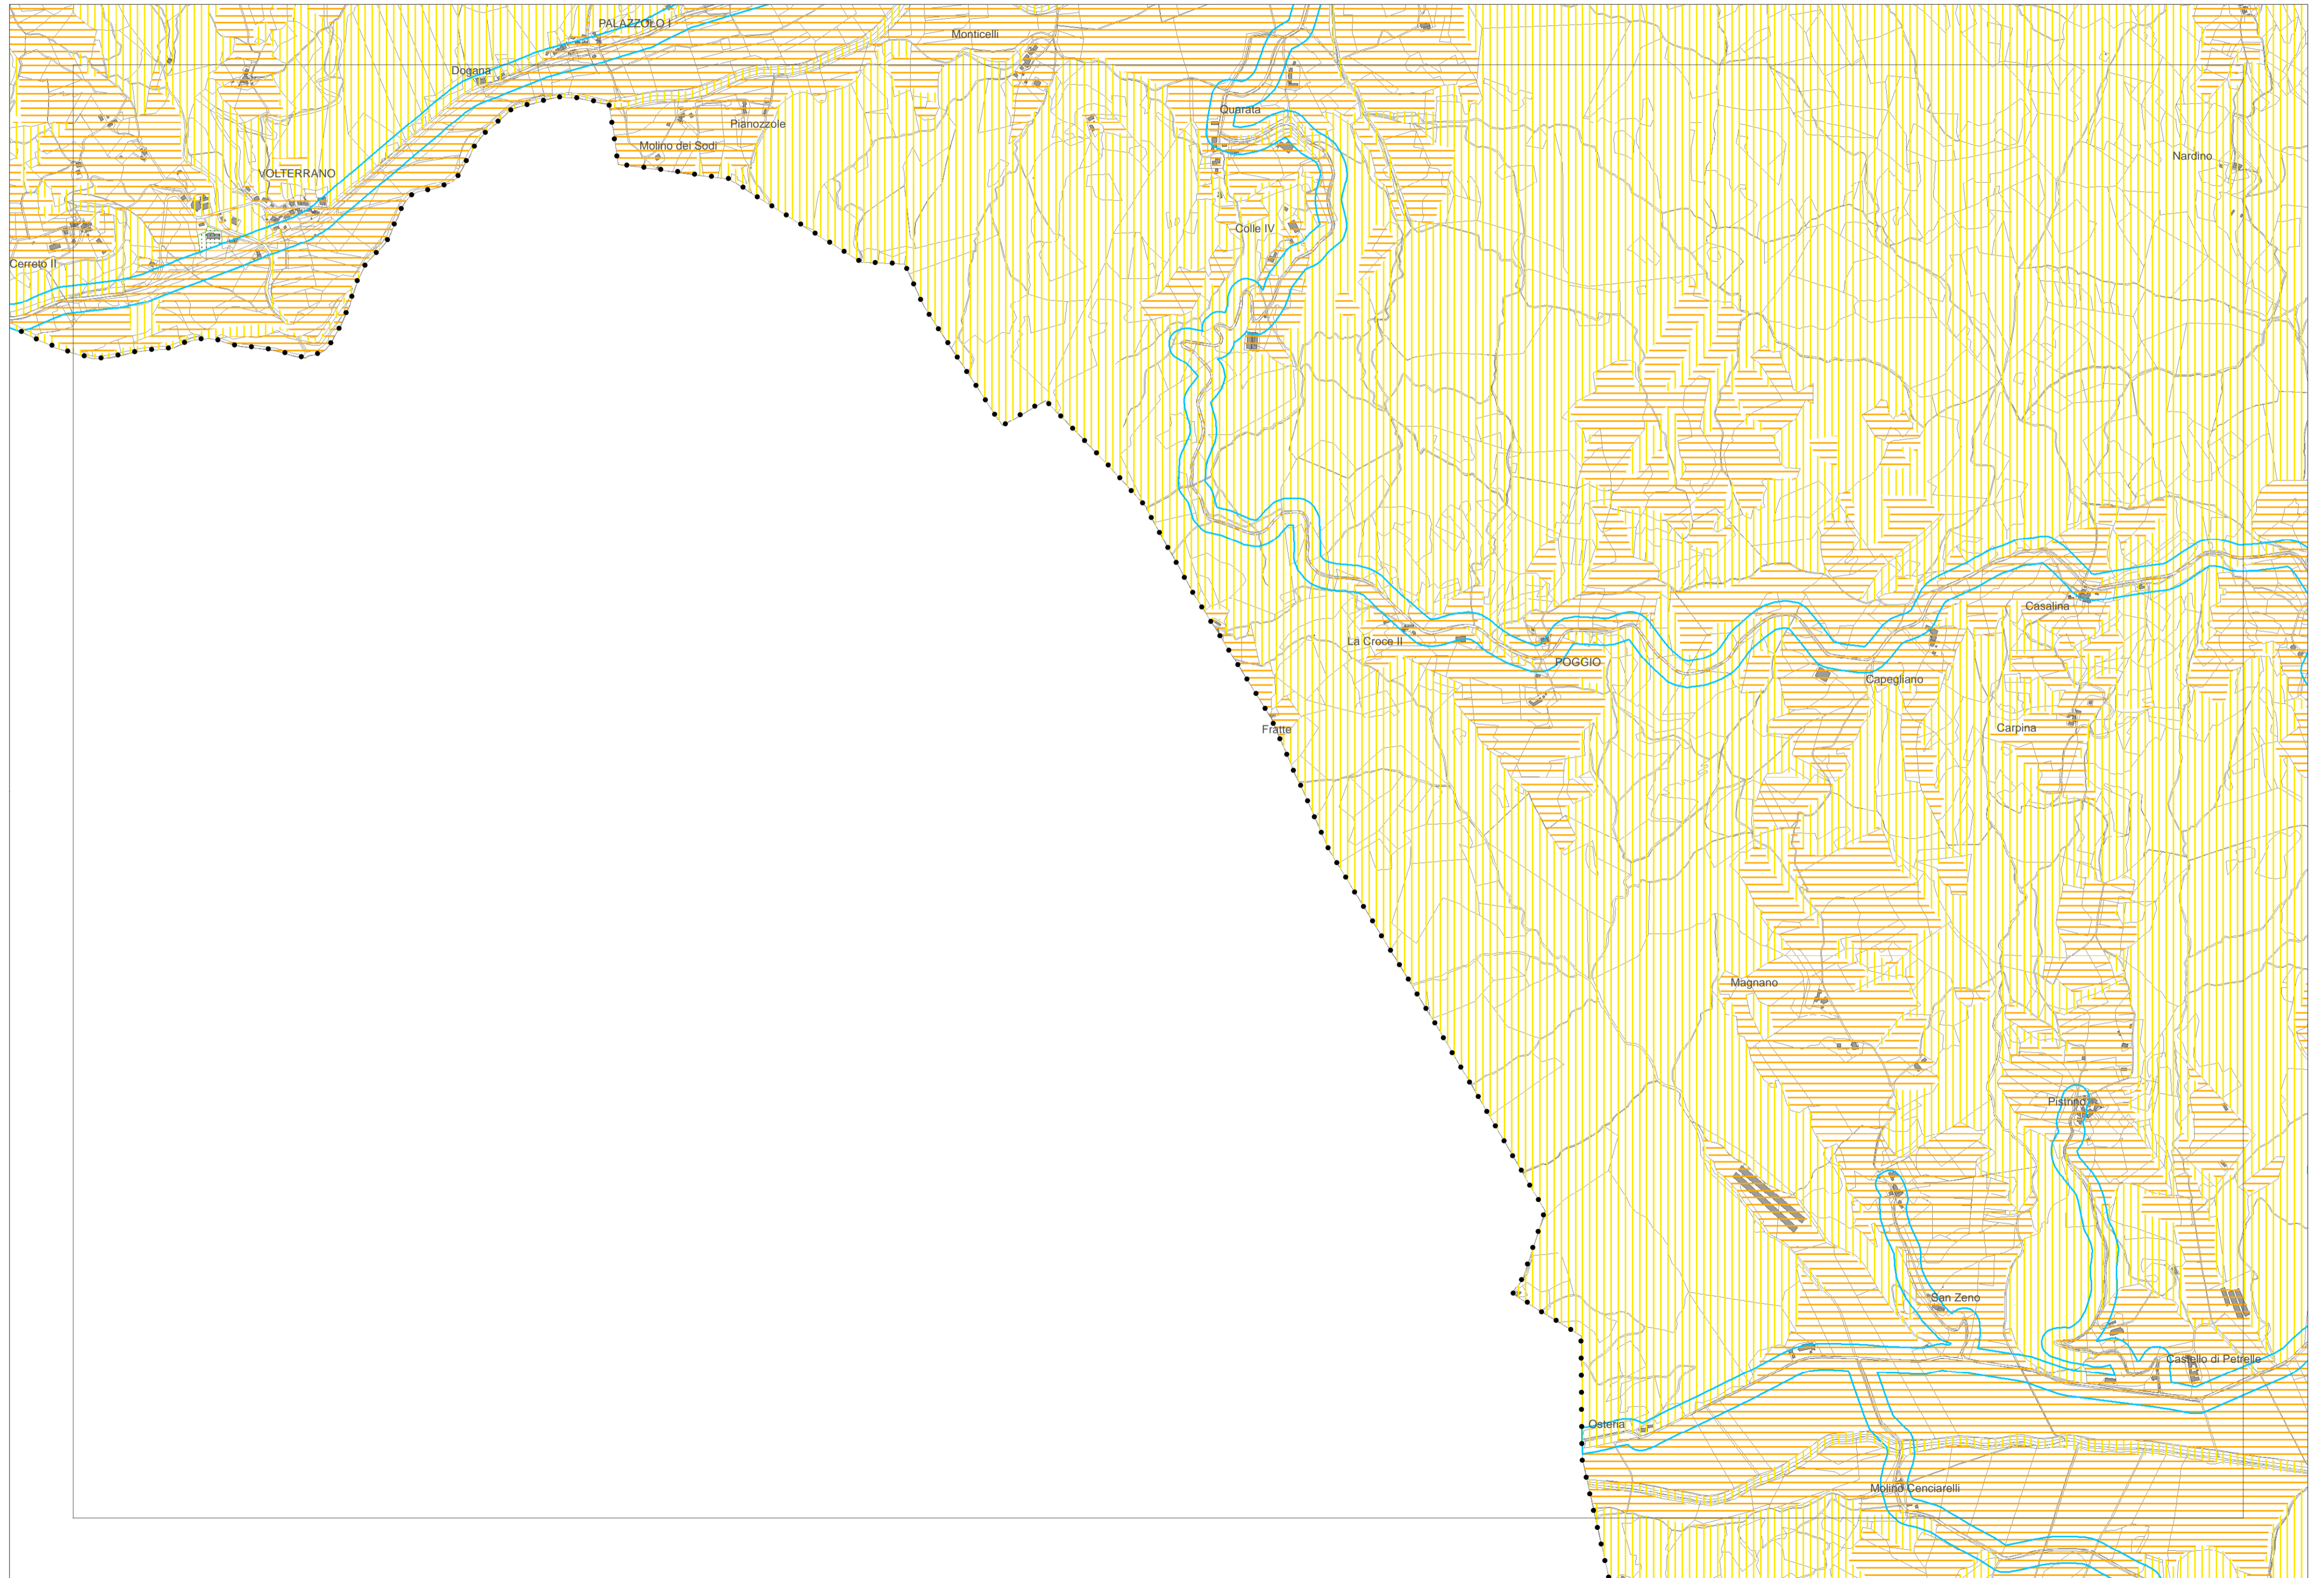 PALAZZOLO I
Monticelli
Dogana
Quarata
Pianozzole
Molino dei Sodi
Nardino
VOLTERRANO
Colle IV
Cerreto II
Casalina
La Croce II
POGGIO
Capegliano
Fratte
Carpina
Magnano
Pistrino
San Zeno
Castello di Petrelle
Osteria
Molino Cenciarelli